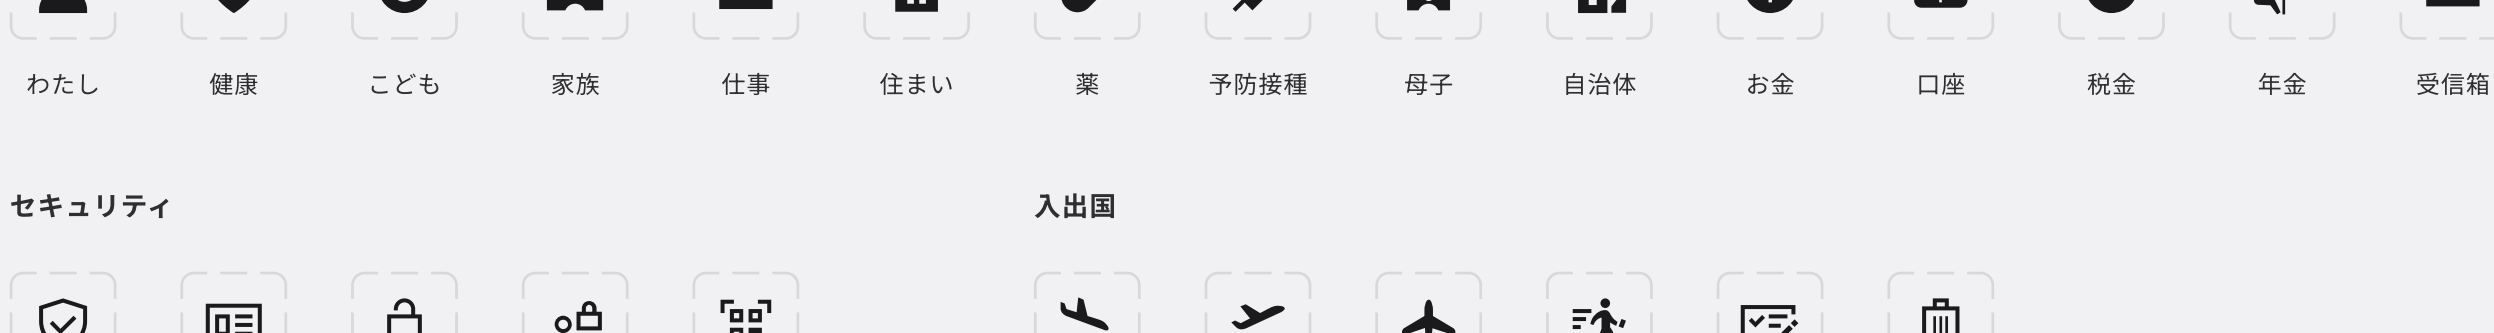 わたし
健康
こども
家族
仕事
住まい
薬
予防接種
母子
自治体
お金
口座
税金
年金
受信箱
セキュリティ
入出国